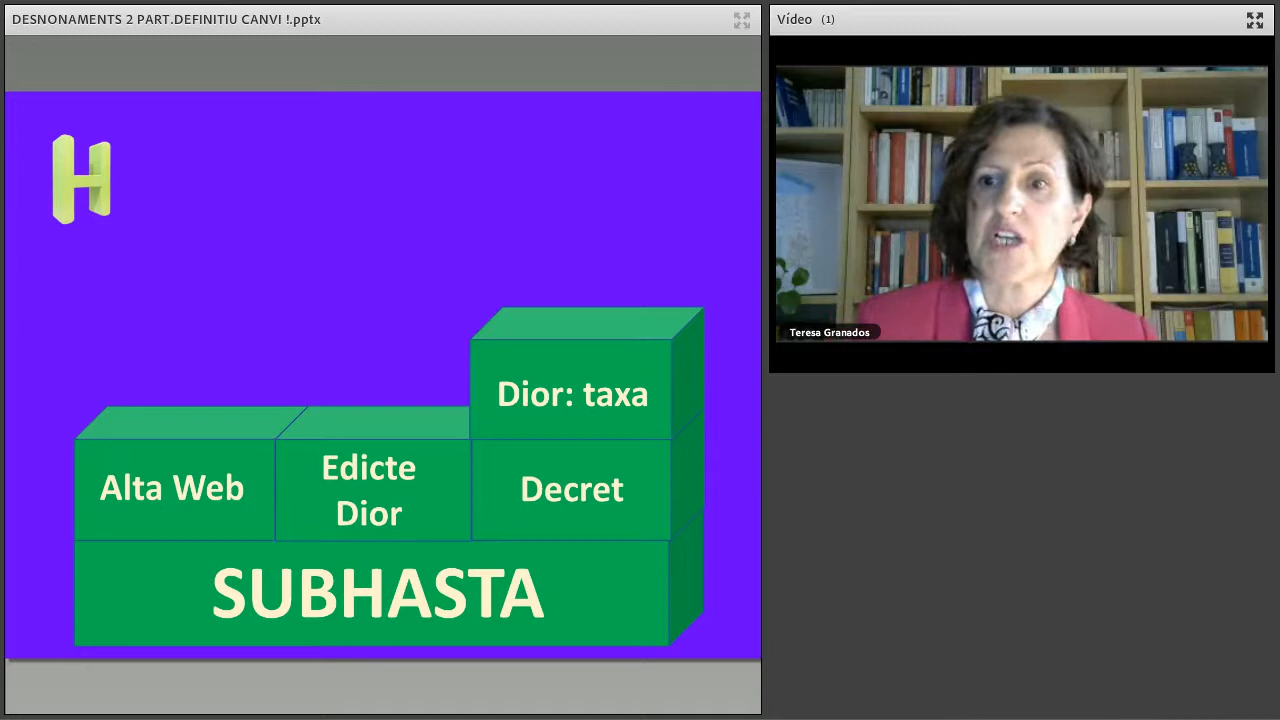 DESNONAMENTS 2 PART.DEFINITIU CANVI !.pptx
Vídeo (1)
H
Dior: taxa
Alta Web
Edicte
Dior
Decret
SUBHASTA
Teresa Granados